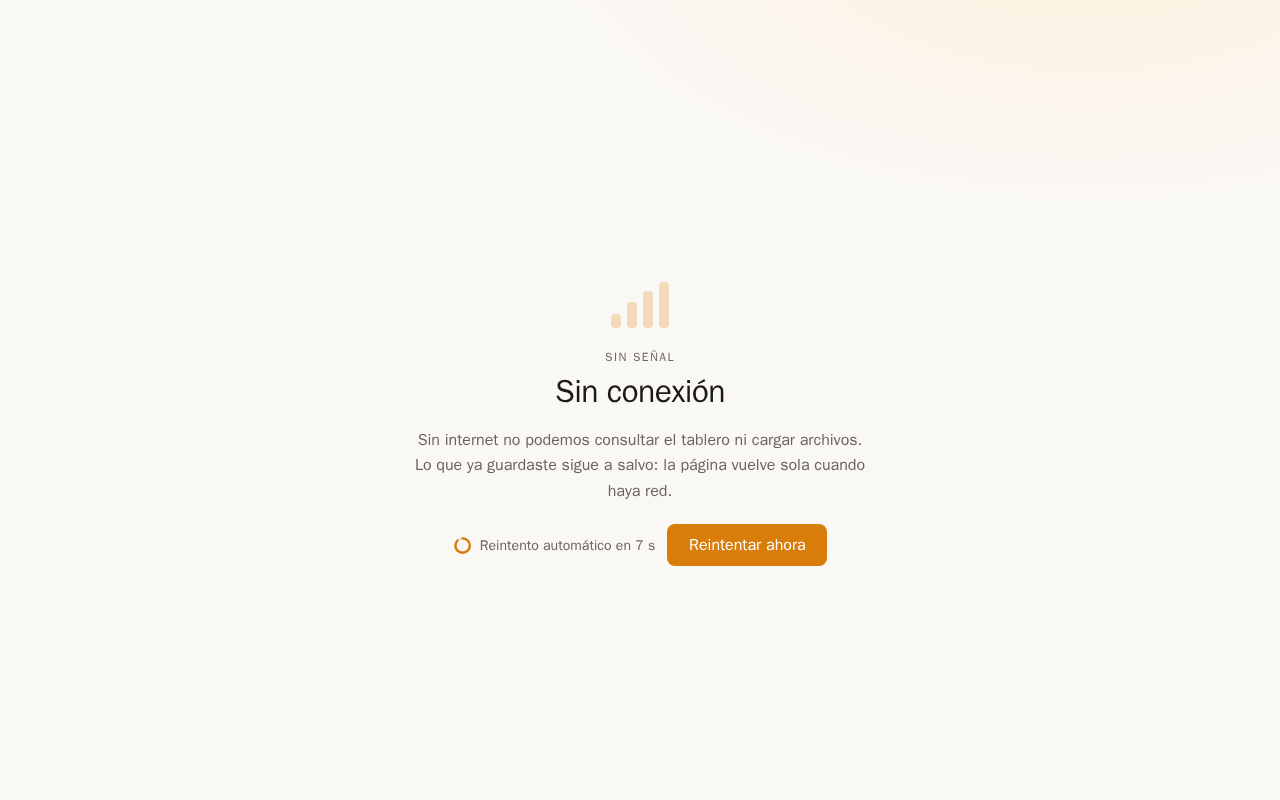 SIN SEÑAL
Sin conexión
Sin internet no podemos consultar el tablero ni cargar archivos.
Lo que ya guardaste sigue a salvo: la página vuelve sola cuando
haya red.
Reintento automático en 7 s
Reintentar ahora